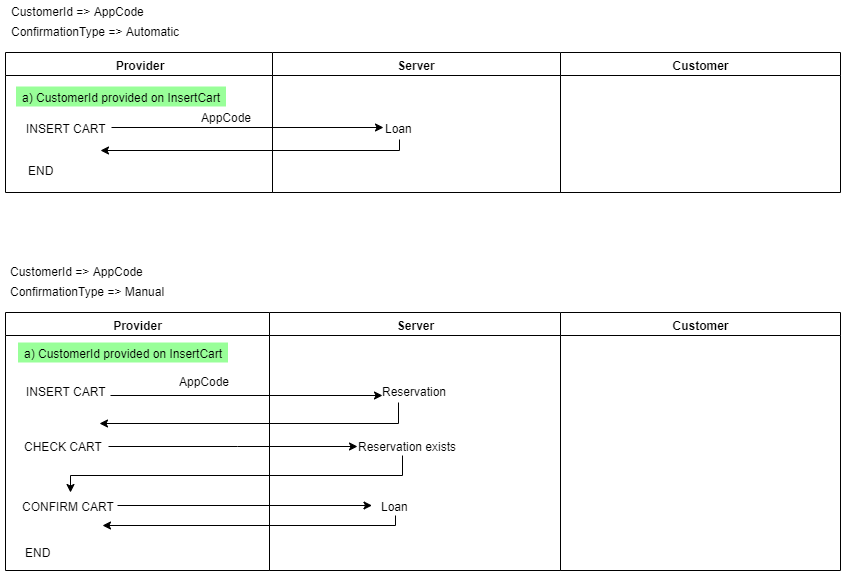 CustomerId => AppCode
ConfirmationType => Automatic
Provider Server Customer
a) CustomerId provided on InsertCart
AppCode
INSERT CART Loan
END
CustomerId => AppCode
ConfirmationType => Manual
Provider Server Customer
a) CustomerId provided on InsertCart
AppCode
INSERT CART Reservation
CHECK CART Reservation exists
CONFIRM CART Loan
END